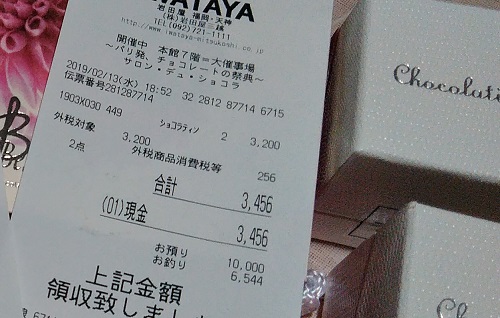 IWATAYA
岩田屋 福岡・天神
(株)岩田屋三越
TEL(092)721-1111
http://www.iwataya-mitsukoshi.co.jp
開催中 本館7階=大催事場
~パリ発、チョコレートの祭典~
サロン・デュ・ショコラ
2019/02/13(水) 18:52 32 2812 87714 6715
伝票番号281287714
1903X030 449
ショコラティン 2 3,200
外税対象 3,200
外税商品消費税等 256
2点
合計 3,456
(01)現金 3,456
お預り 10,000
お釣り 6,544
上記金額
領収致しまし
Chocolati
Ch